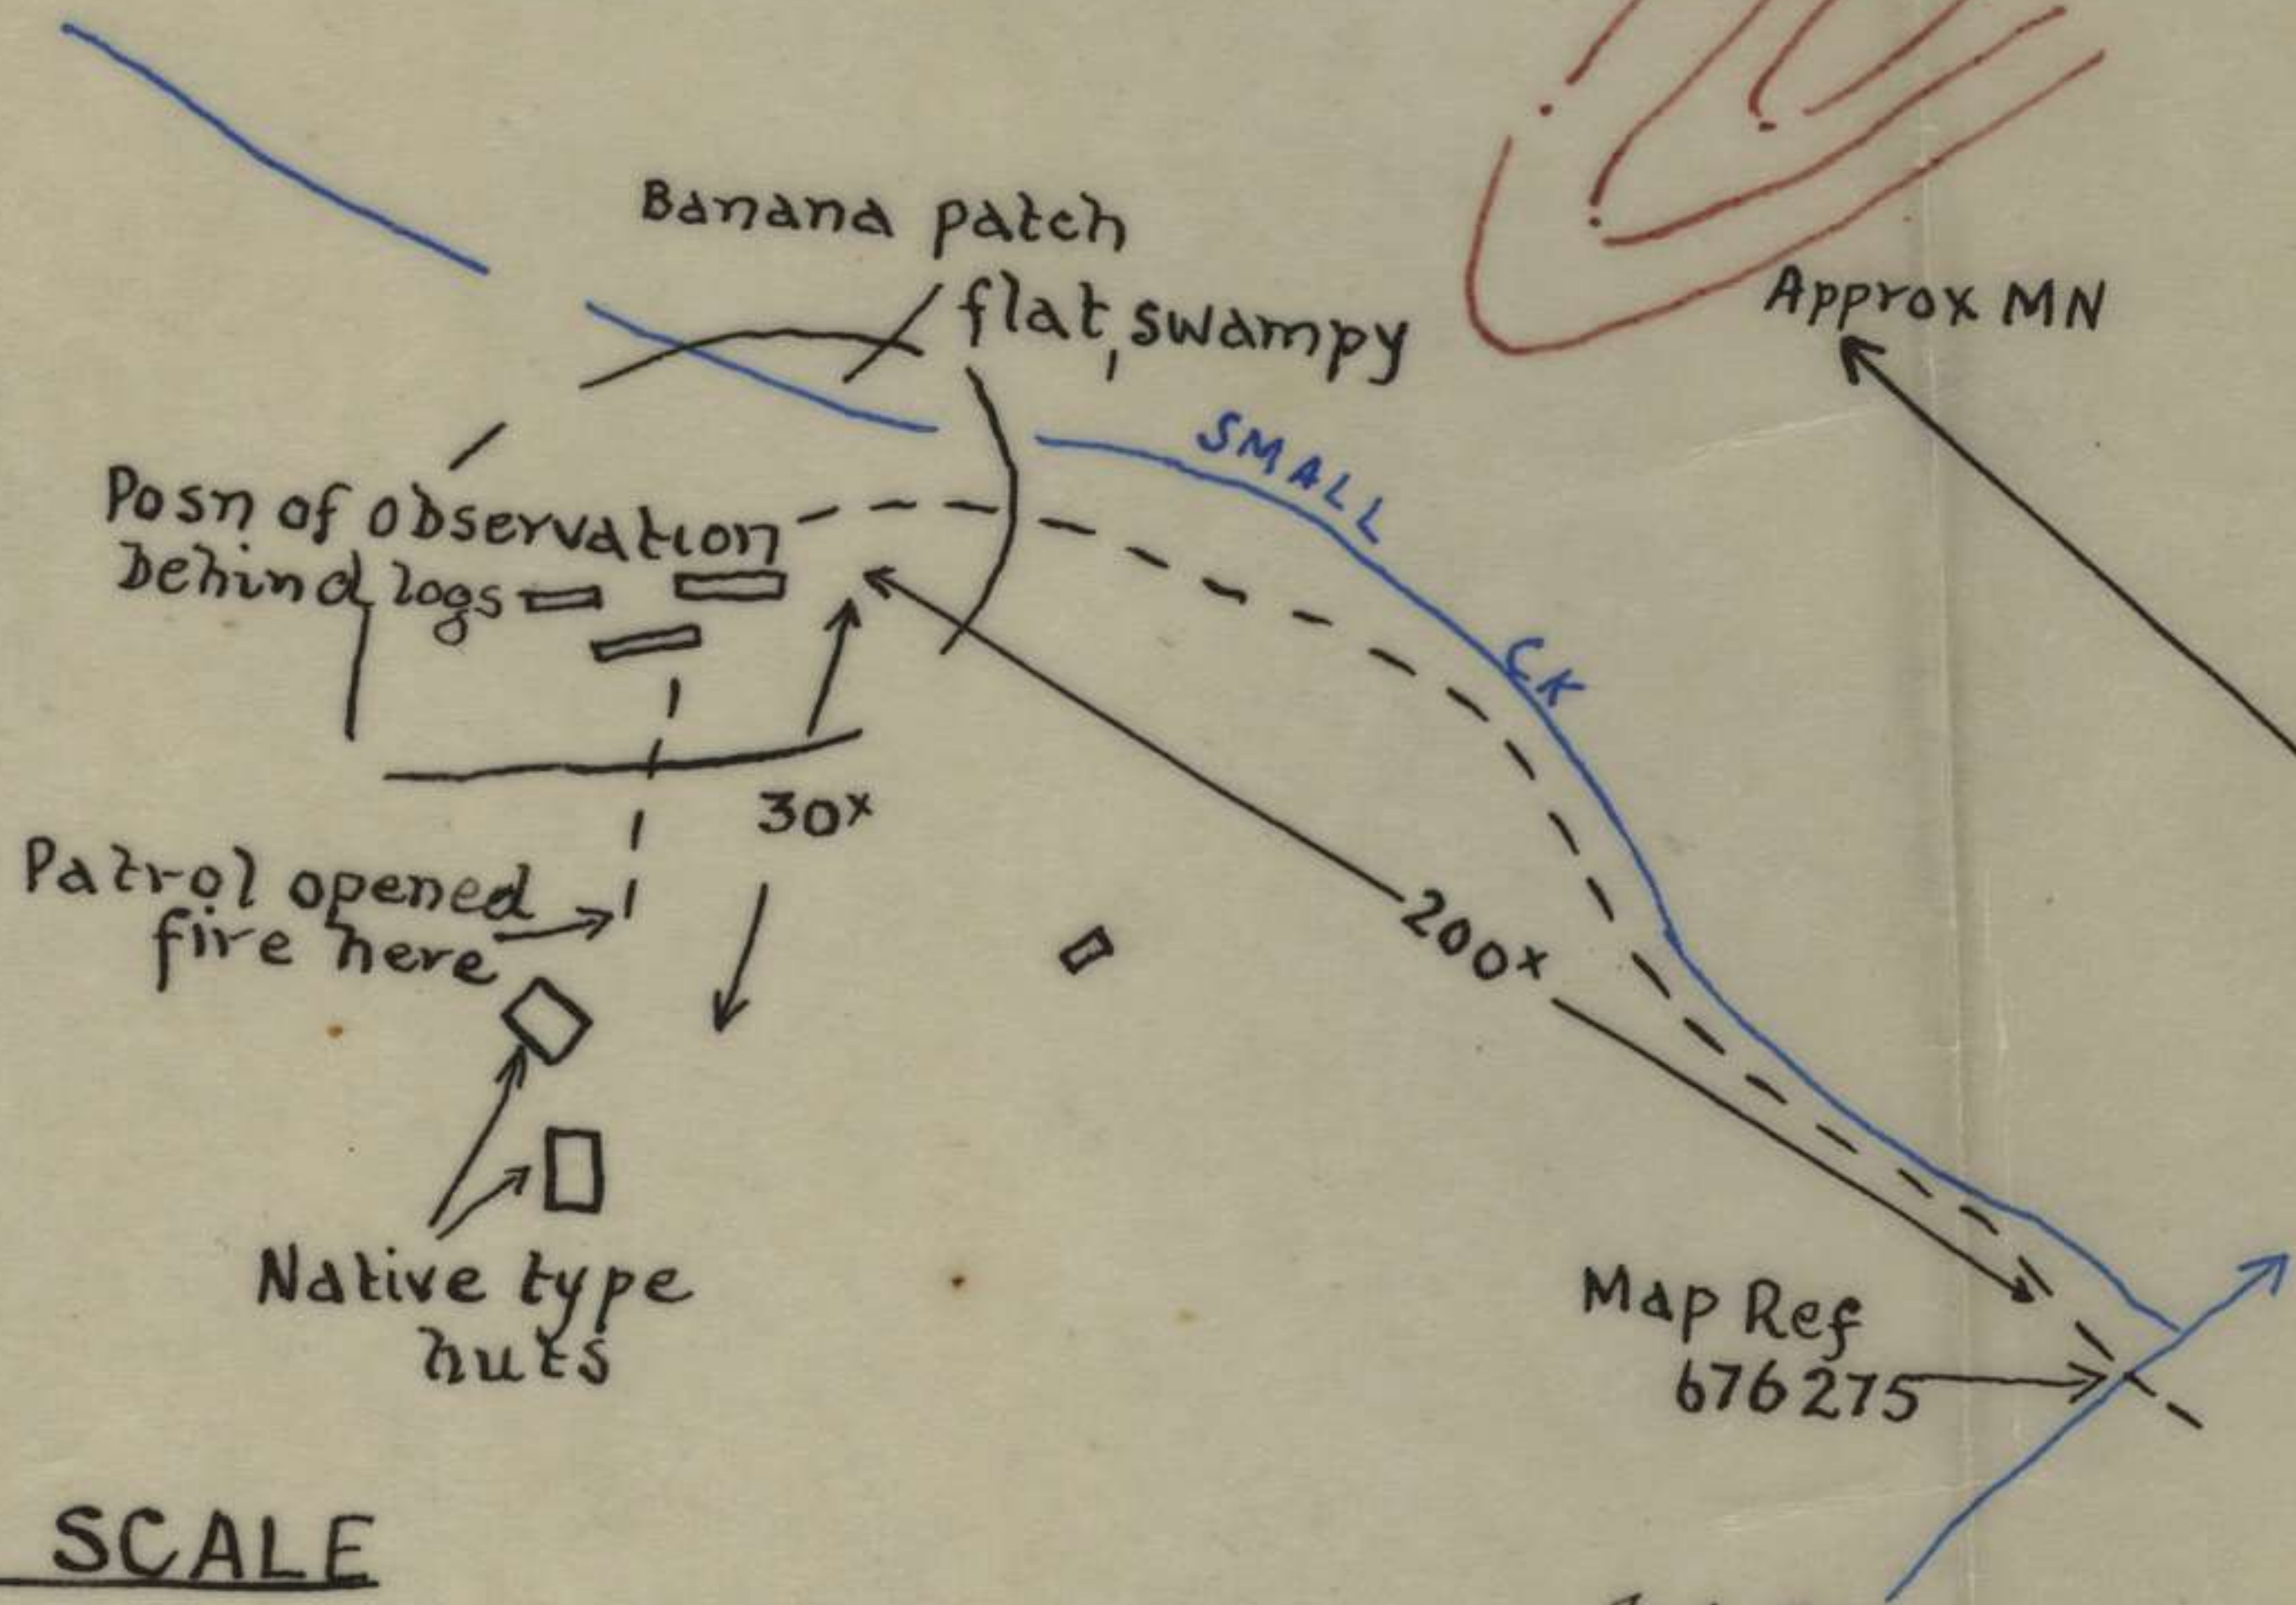 Banana patch
flat, swampy
Approx MN
SMALL
CK
Posn of observation
behind logs
30x
Patrol opened
fire here
200x
Native type
huts
Map Ref
676275
SCALE